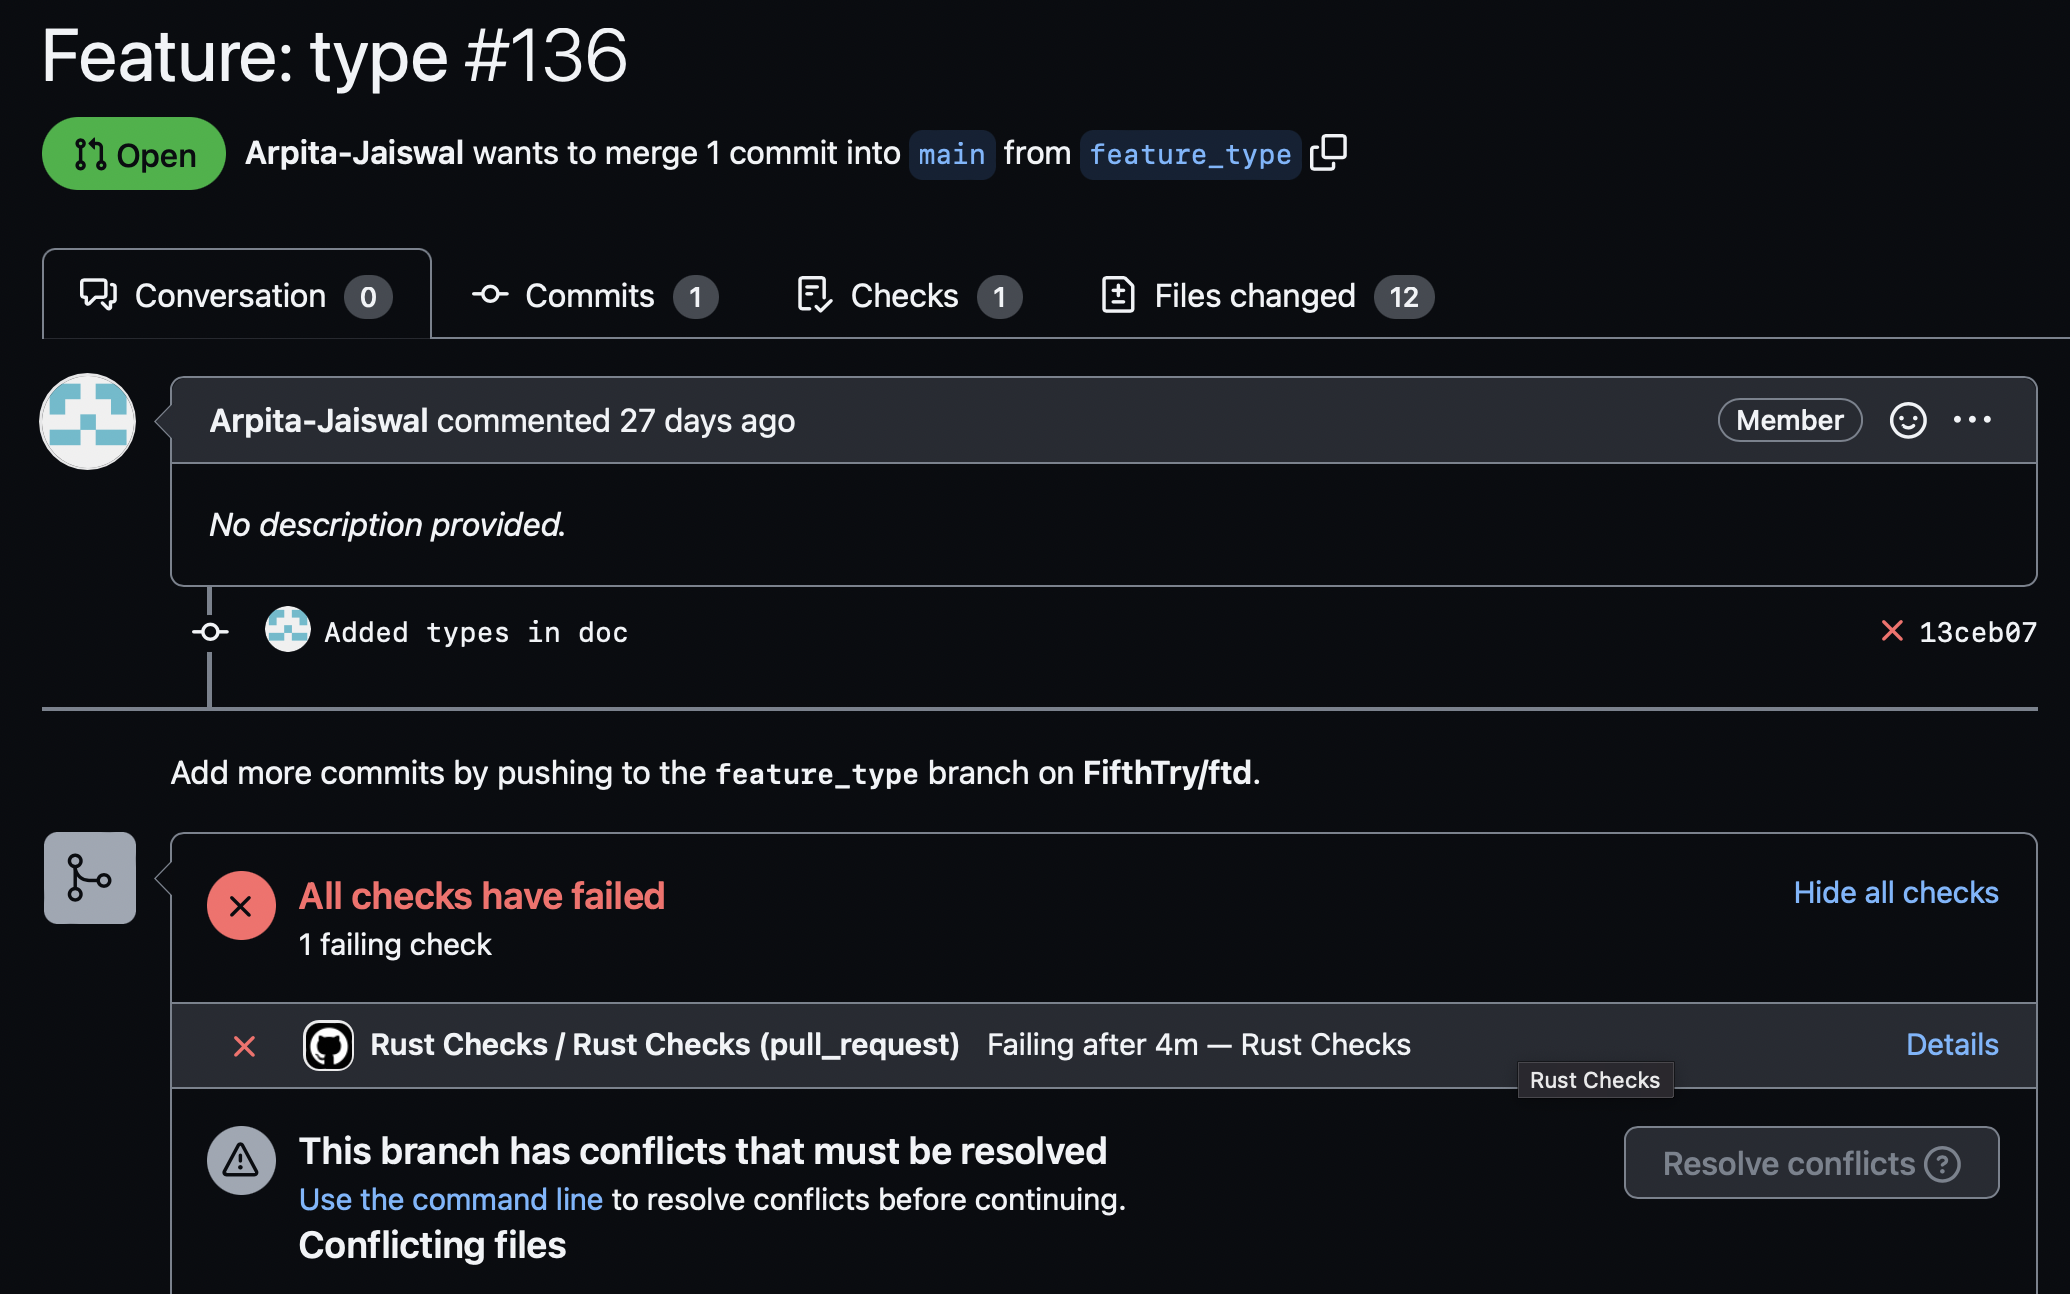 Feature: type #136
Open Arpita-Jaiswal wants to merge 1 commit into main from feature_type
Conversation 0 Commits 1 Checks 1 Files changed 12
Arpita-Jaiswal commented 27 days ago Member
No description provided.
Added types in doc 13ceb07
Add more commits by pushing to the feature_type branch on FifthTry/ftd.
All checks have failed Hide all checks
1 failing check
Rust Checks / Rust Checks (pull_request) Failing after 4m — Rust Checks Details
Rust Checks
This branch has conflicts that must be resolved Resolve conflicts
Use the command line to resolve conflicts before continuing.
Conflicting files